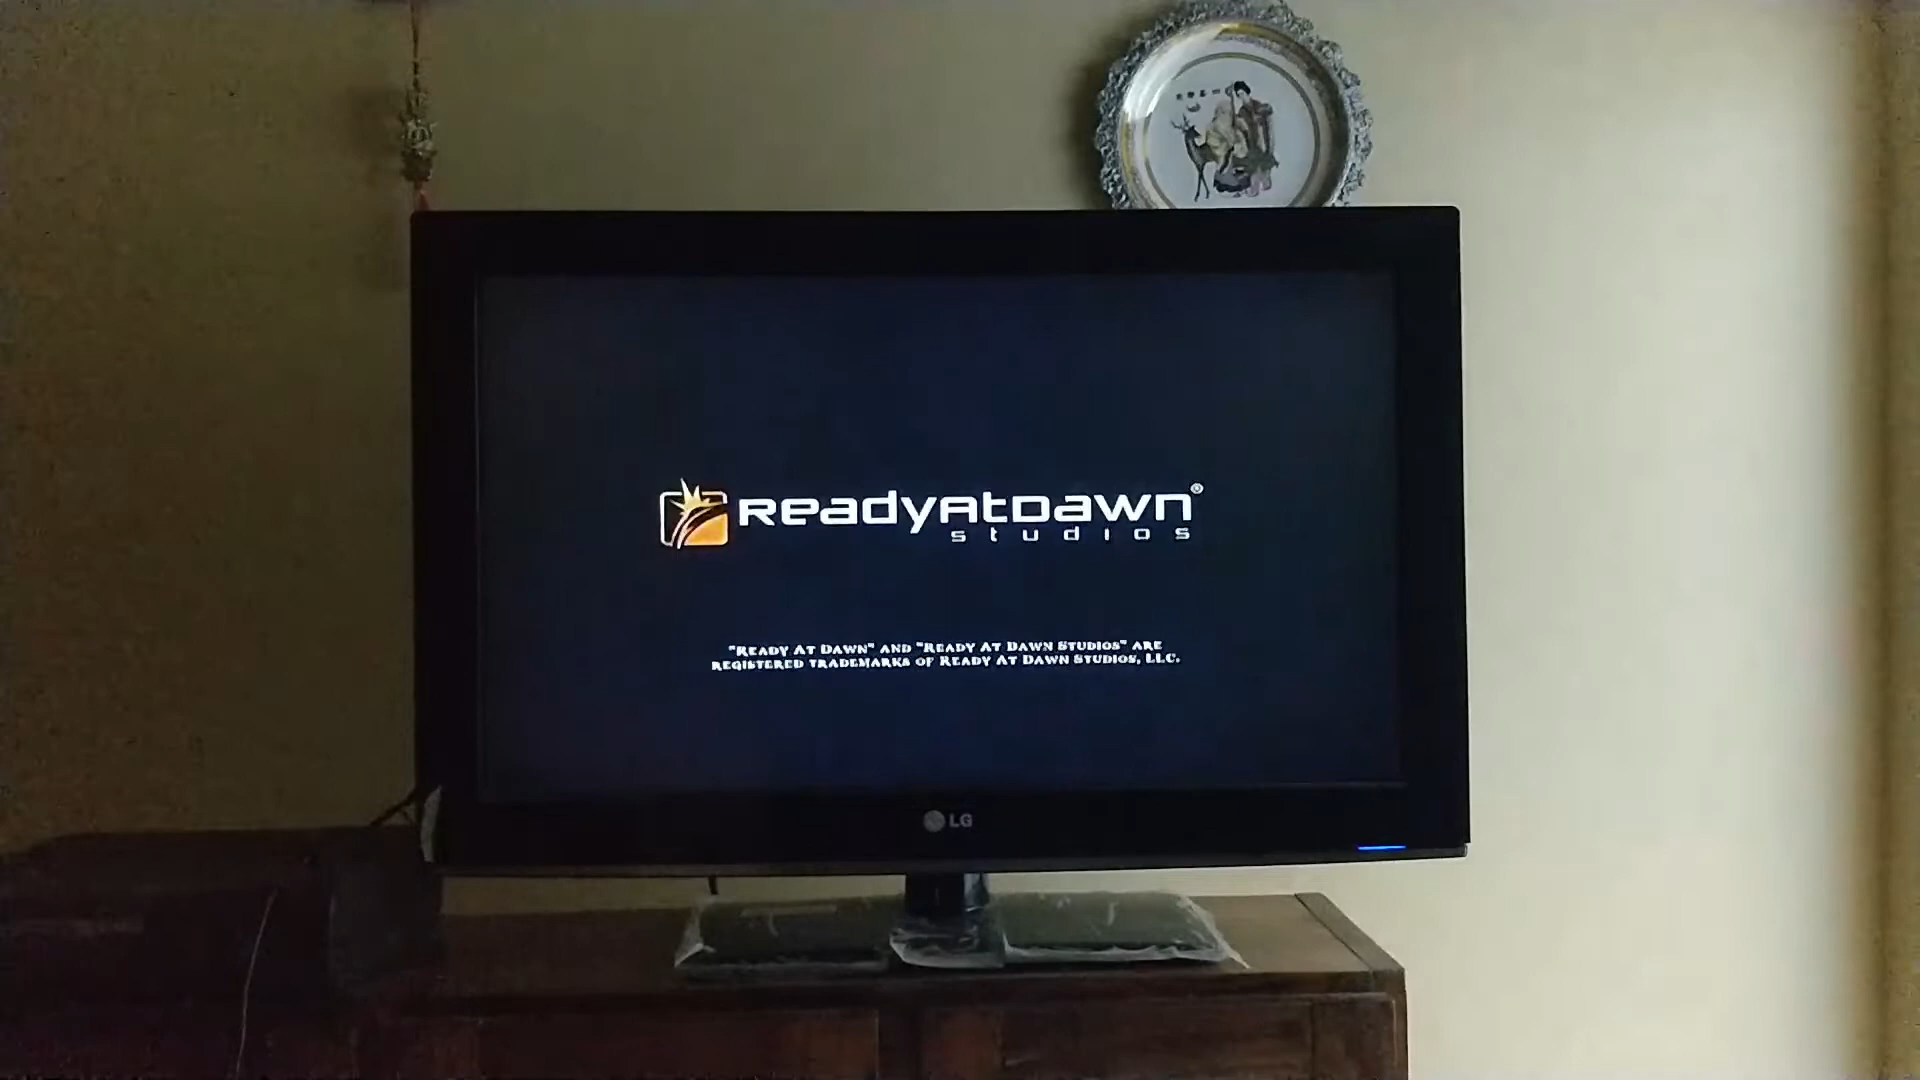 ReadyAtDawn®
studios
"Ready At Dawn" and "Ready At Dawn Studios" are
registered trademarks of Ready At Dawn Studios, LLC.
LG